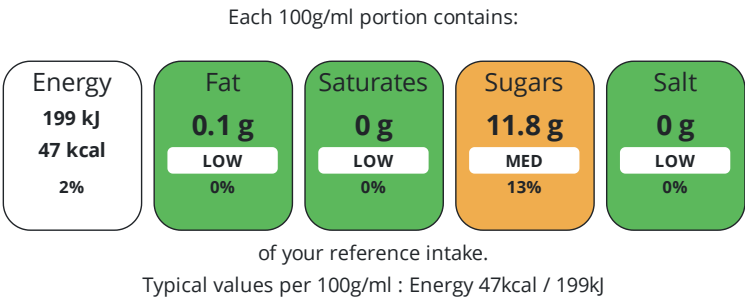 Each 100g/ml portion contains:
Energy
199 kJ
47 kcal
2%
Fat
0.1 g
LOW
0%
Saturates
0 g
LOW
0%
Sugars
11.8 g
MED
13%
Salt
0 g
LOW
0%
of your reference intake.
Typical values per 100g/ml : Energy 47kcal / 199kJ